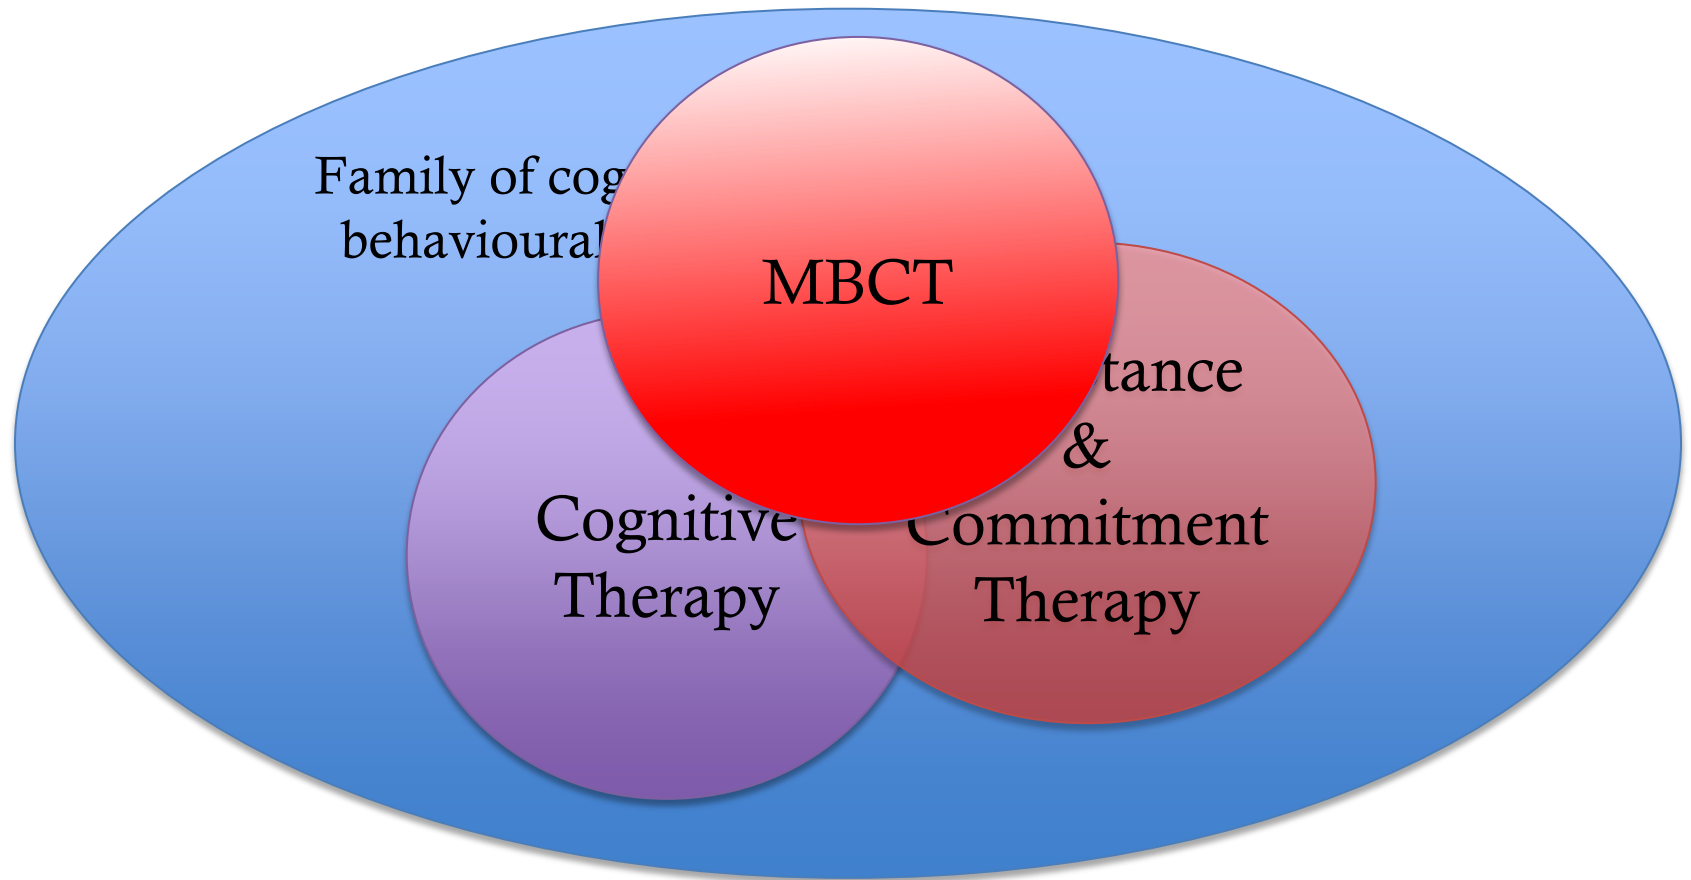 Family of cog
behavioural
MBCT
tance
&
Commitment
Therapy
Cognitive
Therapy